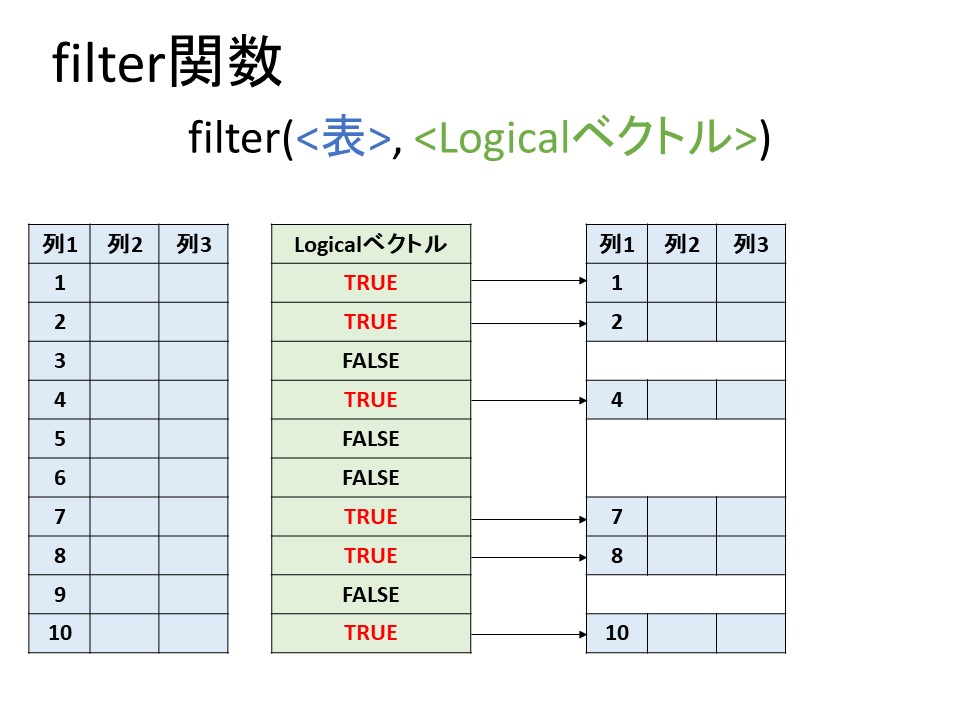 filter関数
filter(<表>, <Logicalベクトル>)
列1 列2 列3 Logicalベクトル 列1 列2 列3
1 TRUE 1
2 TRUE 2
3 FALSE
4 TRUE 4
5 FALSE
6 FALSE
7 TRUE 7
8 TRUE 8
9 FALSE
10 TRUE 10